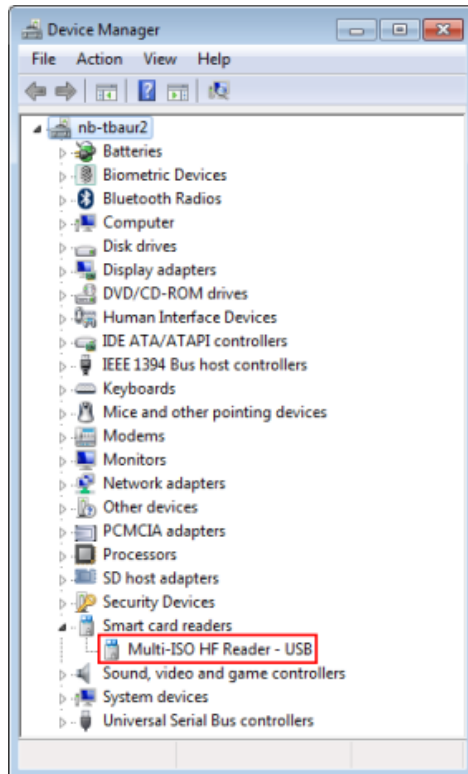 Device Manager
File Action View Help
nb-tbaur2
Batteries
Biometric Devices
Bluetooth Radios
Computer
Disk drives
Display adapters
DVD/CD-ROM drives
Human Interface Devices
IDE ATA/ATAPI controllers
IEEE 1394 Bus host controllers
Keyboards
Mice and other pointing devices
Modems
Monitors
Network adapters
Other devices
PCMCIA adapters
Processors
SD host adapters
Security Devices
Smart card readers
Multi-ISO HF Reader - USB
Sound, video and game controllers
System devices
Universal Serial Bus controllers